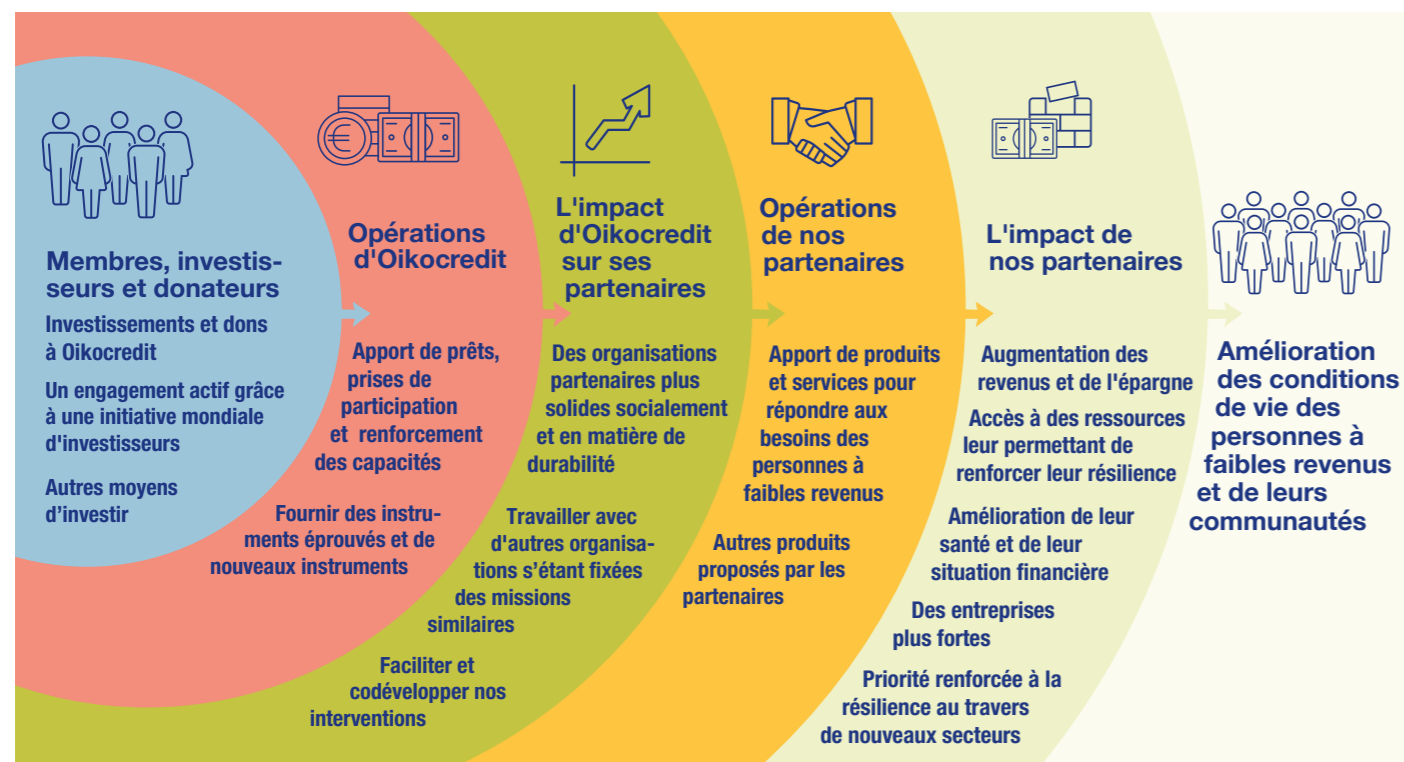 Membres, investis-
seurs et donateurs
Investissements et dons
à Oikocredit
Un engagement actif grâce
à une initiative mondiale
d'investisseurs
Autres moyens
d’investir
Opérations
d'Oikocredit
Apport de prêts,
prises de
participation
et renforcement
des capacités
Fournir des instru-
ments éprouvés et de
nouveaux instruments
L'impact
d'Oikocredit
sur ses
partenaires
Des organisations
partenaires plus
solides socialement
et en matière de
durabilité
Travailler avec
d'autres organisa-
tions s’étant fixées
des missions
similaires
Faciliter et
codévelopper nos
interventions
Opérations
de nos
partenaires
Apport de produits
et services pour
répondre aux
besoins des
personnes à
faibles revenus
Autres produits
proposés par les
partenaires
L'impact de
nos partenaires
Augmentation des
revenus et de l'épargne
Accès à des ressources
leur permettant de
renforcer leur résilience
Amélioration de leur
santé et de leur
situation financière
Des entreprises
plus fortes
Priorité renforcée à la
résilience au travers
de nouveaux secteurs
Amélioration
des conditions
de vie des
personnes à
faibles revenus
et de leurs
communautés